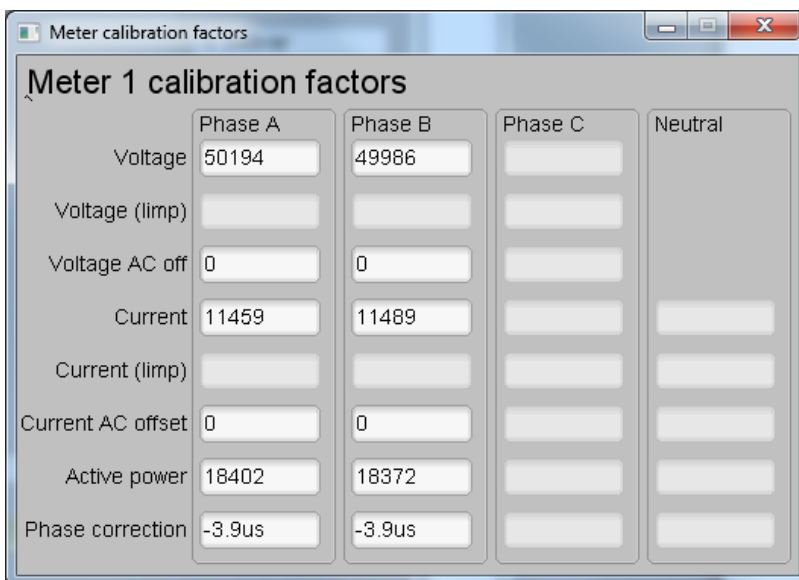 Meter calibration factors
Meter 1 calibration factors
Phase A Phase B Phase C Neutral
Voltage 50194 49986
Voltage (limp)
Voltage AC off 0 0
Current 11459 11489
Current (limp)
Current AC offset 0 0
Active power 18402 18372
Phase correction -3.9us -3.9us